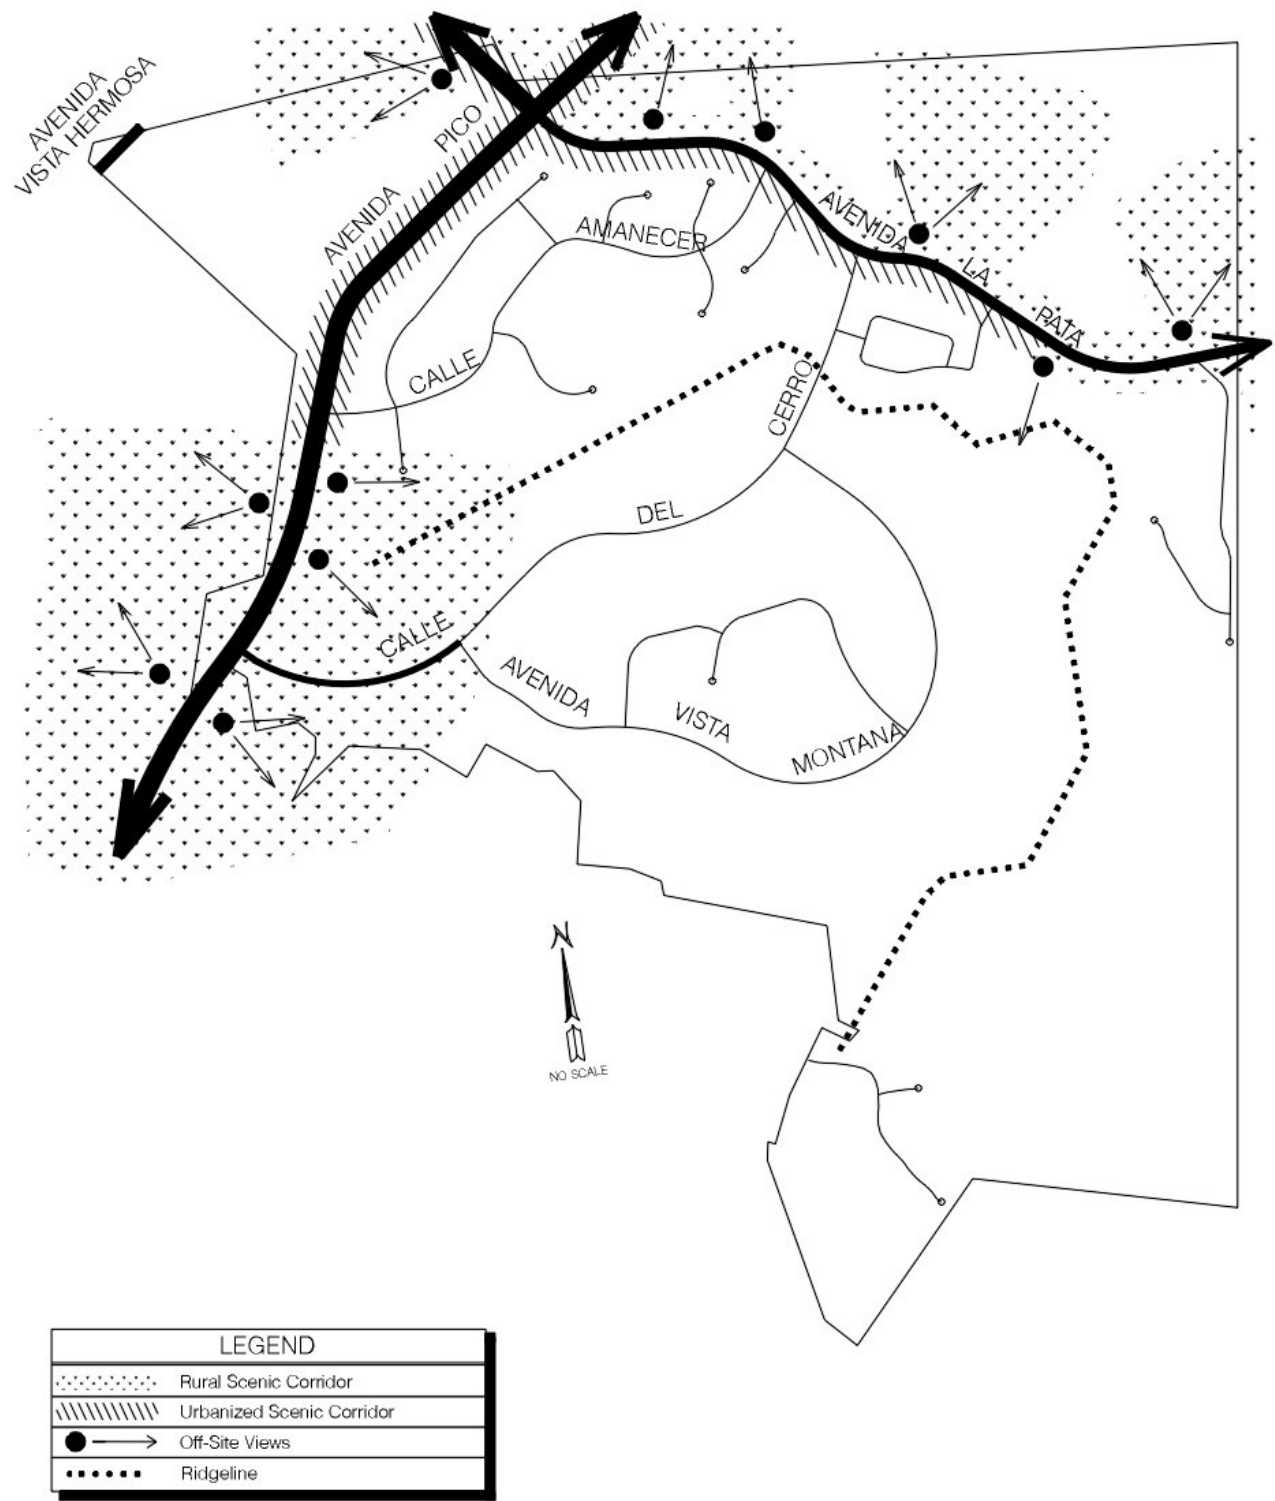 AVENIDA
VISTA HERMOSA
AVENIDA PICO
AMANECER
AVENIDA LA PATA
CALLE
CERRO
DEL
CALLE
AVENIDA VISTA MONTANA
N
NO SCALE
LEGEND
Rural Scenic Corridor
Urbanized Scenic Corridor
Off-Site Views
Ridgeline